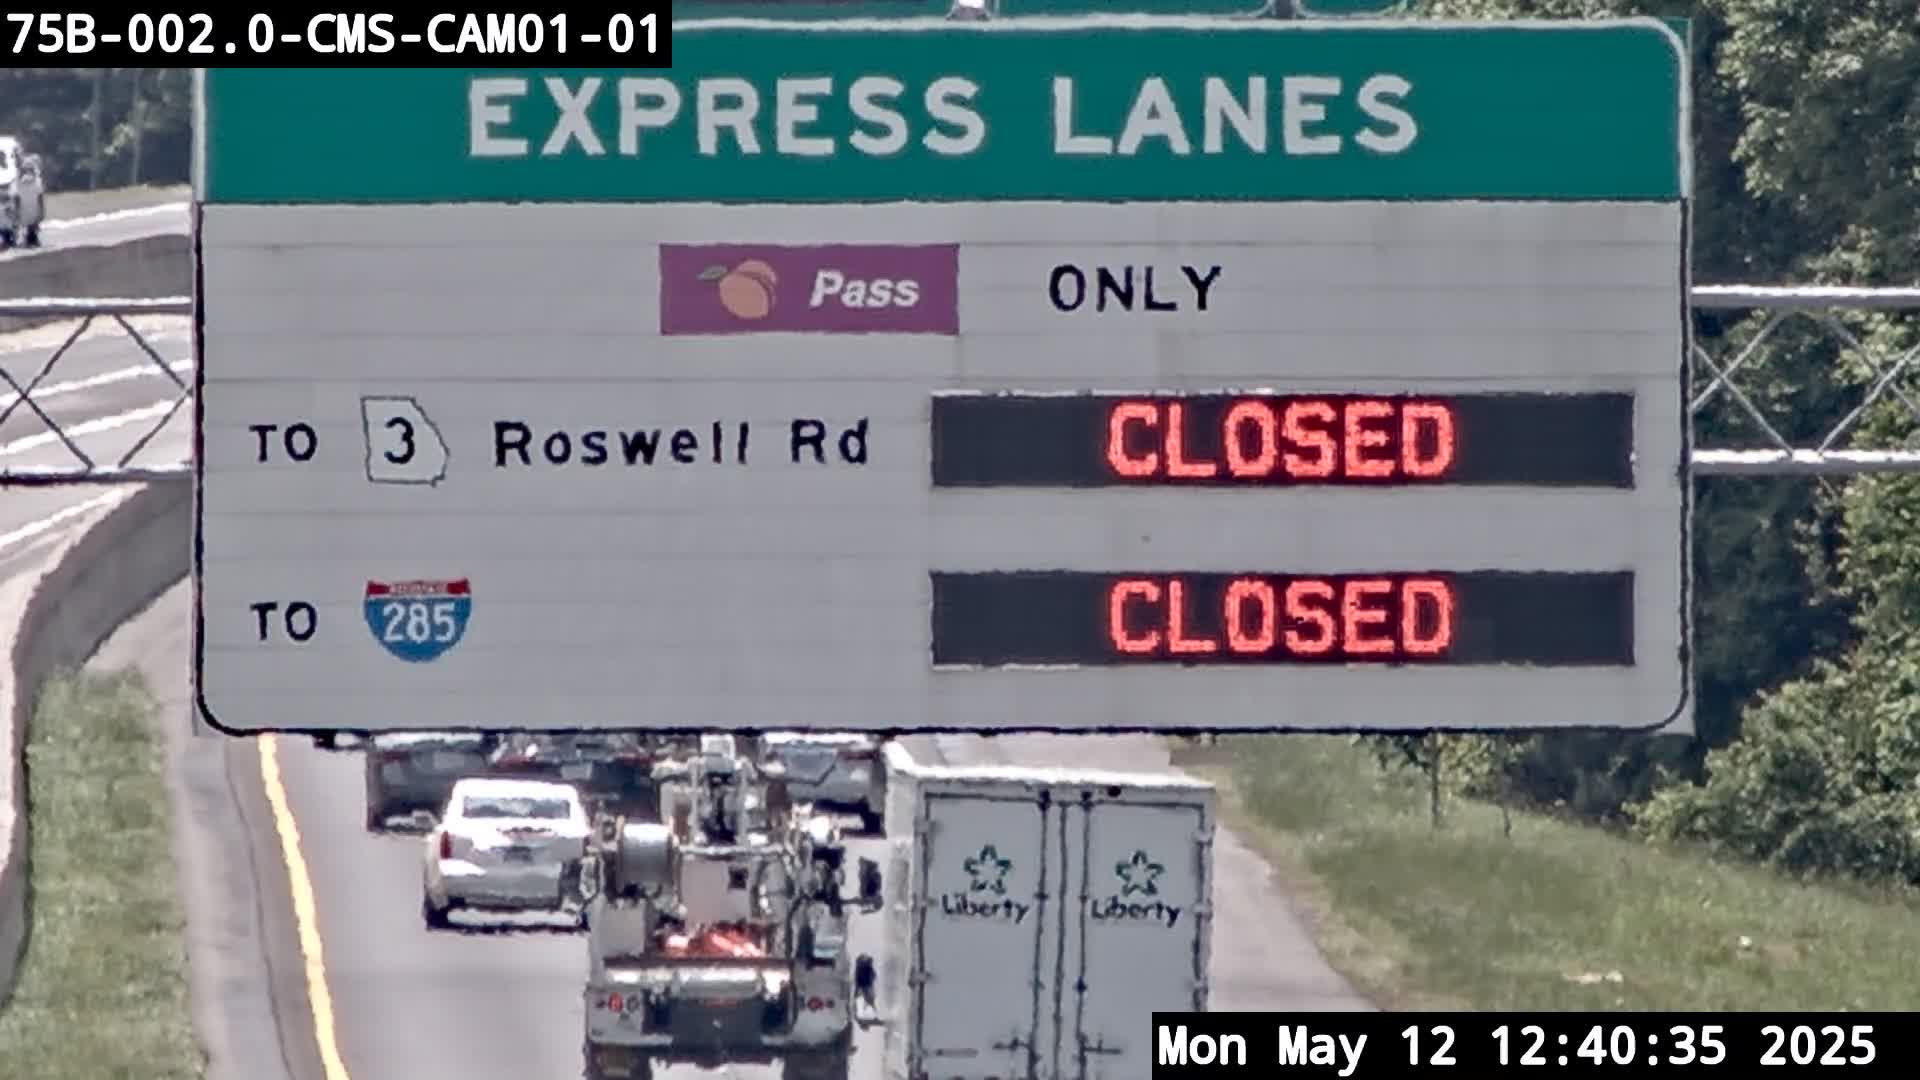 75B-002.0-CMS-CAM01-01
EXPRESS LANES
Pass ONLY
TO 3 Roswell Rd CLOSED
TO 285 CLOSED
Liberty Liberty
Mon May 12 12:40:35 2025